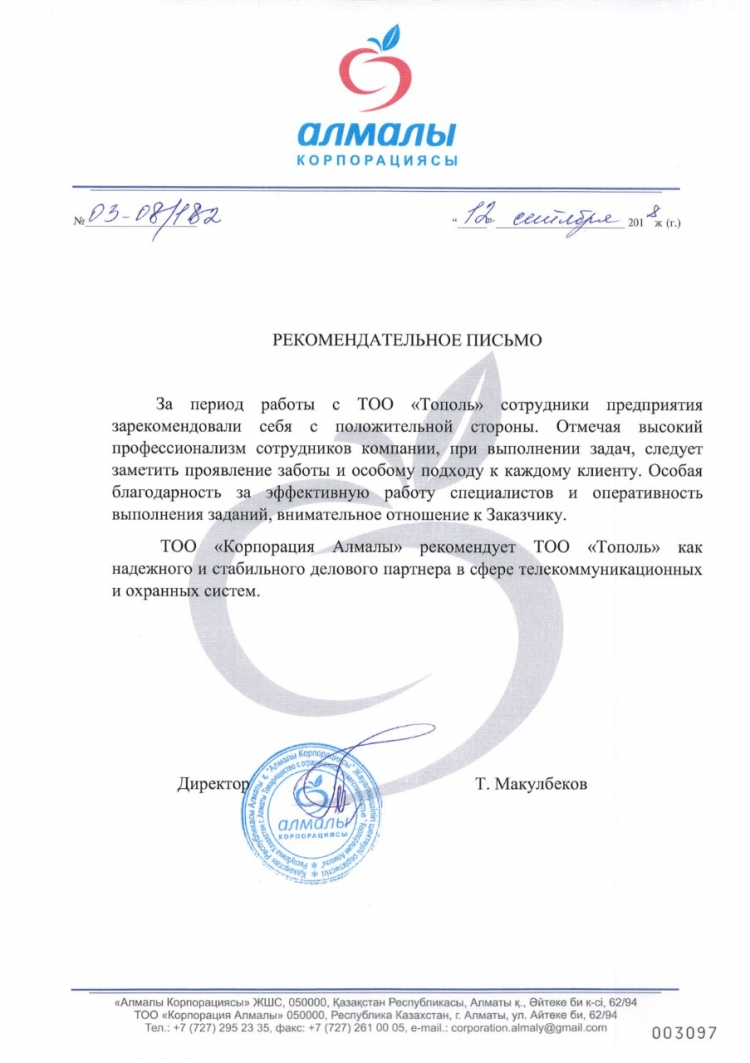 алмалы
КОРПОРАЦИЯСЫ
№ 03-08/182
"12" сентября 2018 ж (г.)
РЕКОМЕНДАТЕЛЬНОЕ ПИСЬМО
За период работы с ТОО «Тополь» сотрудники предприятия
зарекомендовали себя с положительной стороны. Отмечая высокий
профессионализм сотрудников компании, при выполнении задач, следует
заметить проявление заботы и особому подходу к каждому клиенту. Особая
благодарность за эффективную работу специалистов и оперативность
выполнения заданий, внимательное отношение к Заказчику.
ТОО «Корпорация Алмалы» рекомендует ТОО «Тополь» как
надежного и стабильного делового партнера в сфере телекоммуникационных
и охранных систем.
Директор
Т. Макулбеков
алмалы
КОРПОРАЦИЯСЫ
«Алмалы Корпорациясы» ЖШС, 050000, Қазақстан Республикасы, Алматы қ., Әйтеке би к-сі, 62/94
ТОО «Корпорация Алмалы» 050000, Республика Казахстан, г. Алматы, ул. Айтеке би, 62/94
Тел.: +7 (727) 295 23 35, факс: +7 (727) 261 00 05, e-mail.: corporation.almaly@gmail.com
003097